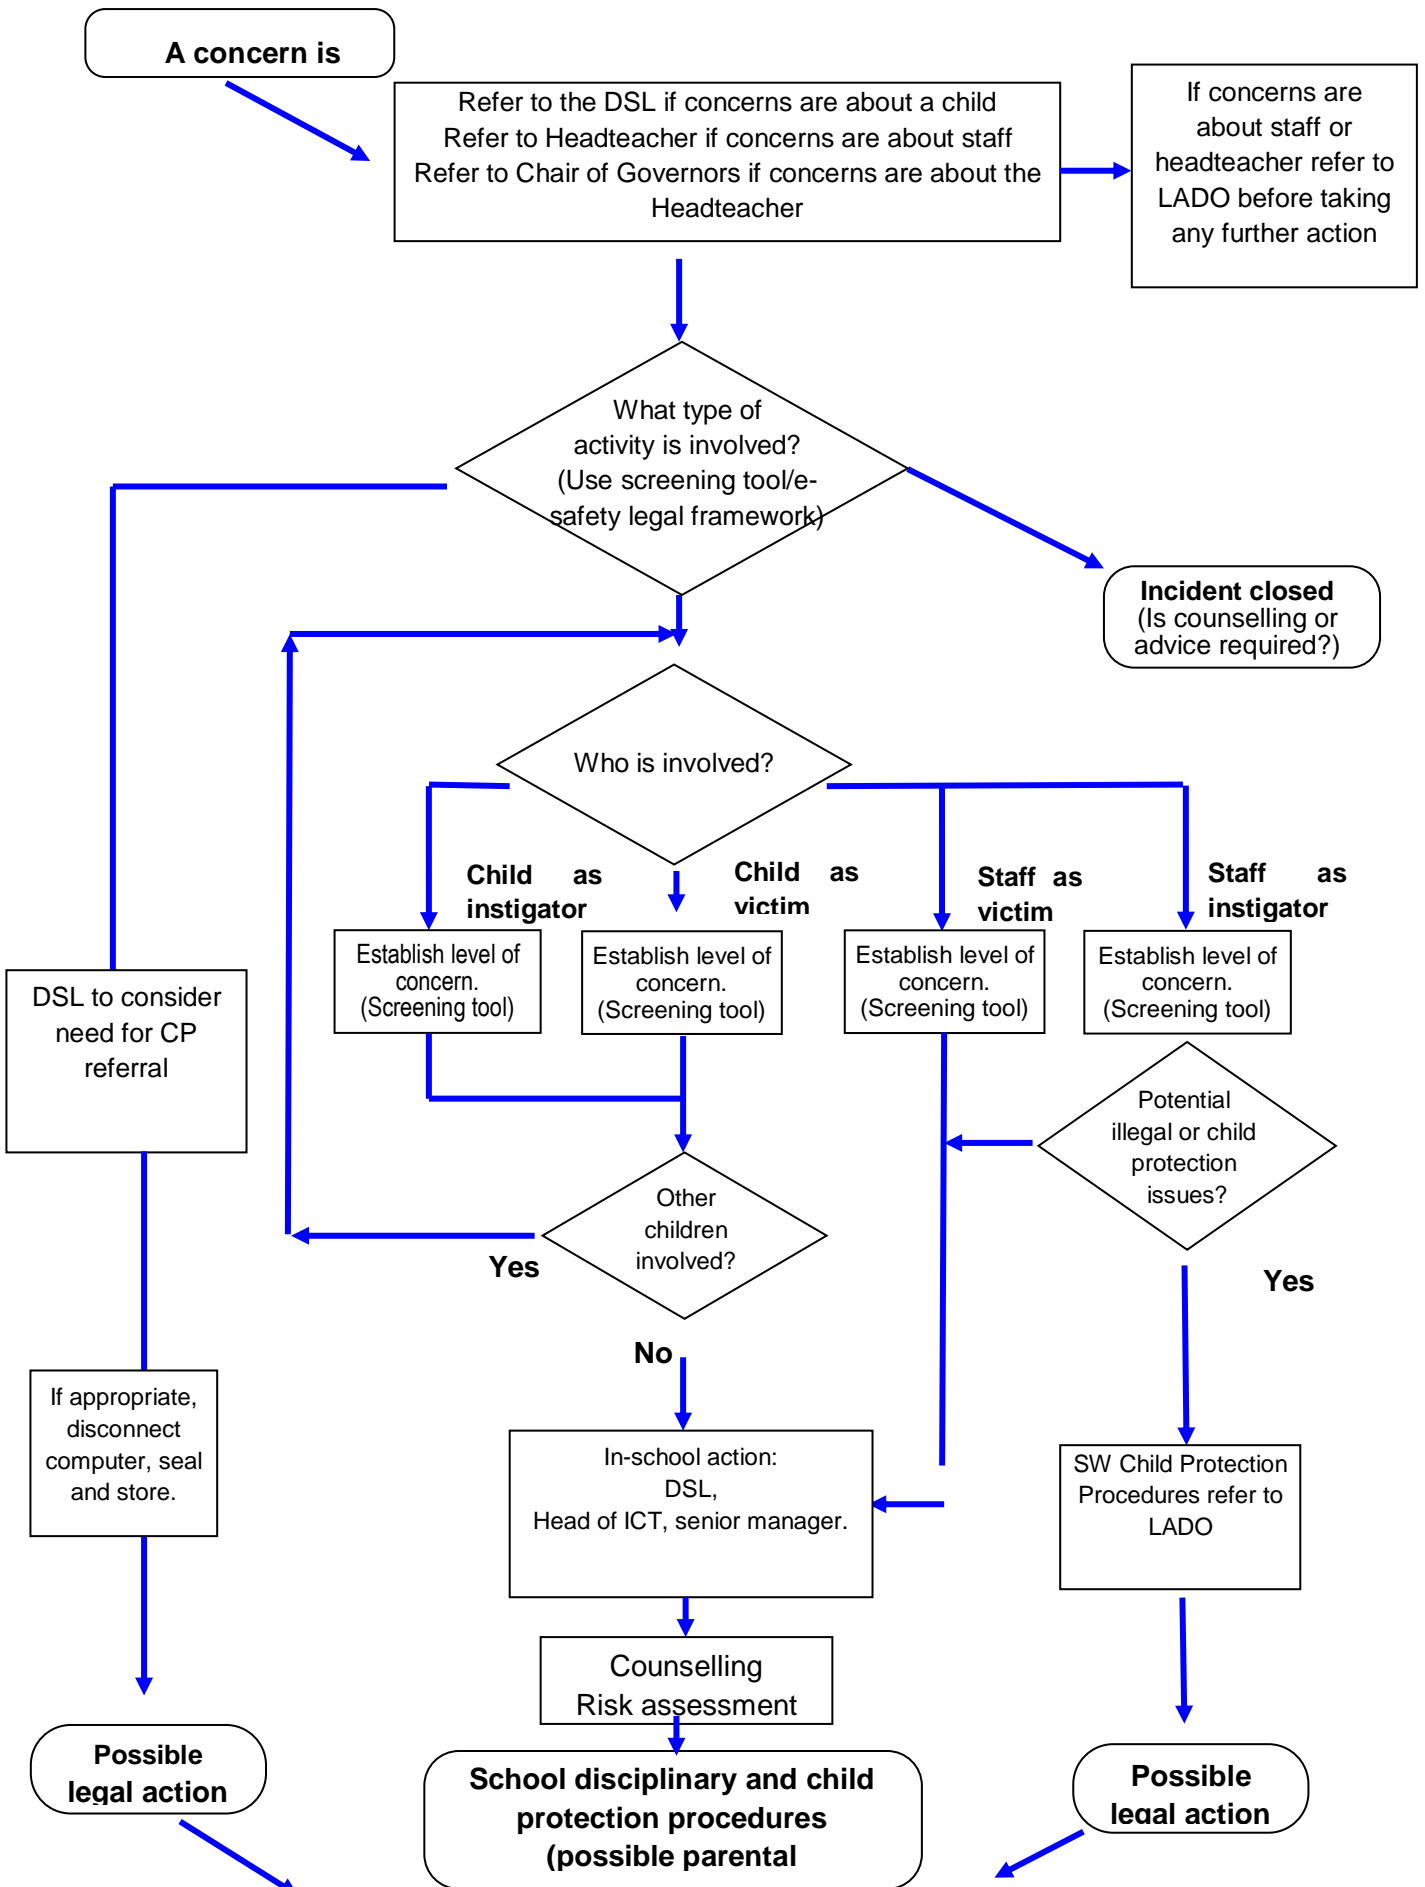 A concern is
Refer to the DSL if concerns are about a child
Refer to Headteacher if concerns are about staff
Refer to Chair of Governors if concerns are about the
Headteacher
If concerns are
about staff or
headteacher refer to
LADO before taking
any further action
What type of
activity is involved?
(Use screening tool/e-
safety legal framework)
Incident closed
(Is counselling or
advice required?)
Who is involved?
Child as
instigator
Child as
victim
Staff as
victim
Staff as
instigator
Establish level of
concern.
(Screening tool)
Establish level of
concern.
(Screening tool)
Establish level of
concern.
(Screening tool)
Establish level of
concern.
(Screening tool)
DSL to consider
need for CP
referral
Potential
illegal or child
protection
issues?
Other
children
involved?
Yes
Yes
No
If appropriate,
disconnect
computer, seal
and store.
In-school action:
DSL,
Head of ICT, senior manager.
SW Child Protection
Procedures refer to
LADO
Counselling
Risk assessment
Possible
legal action
School disciplinary and child
protection procedures
(possible parental
Possible
legal action